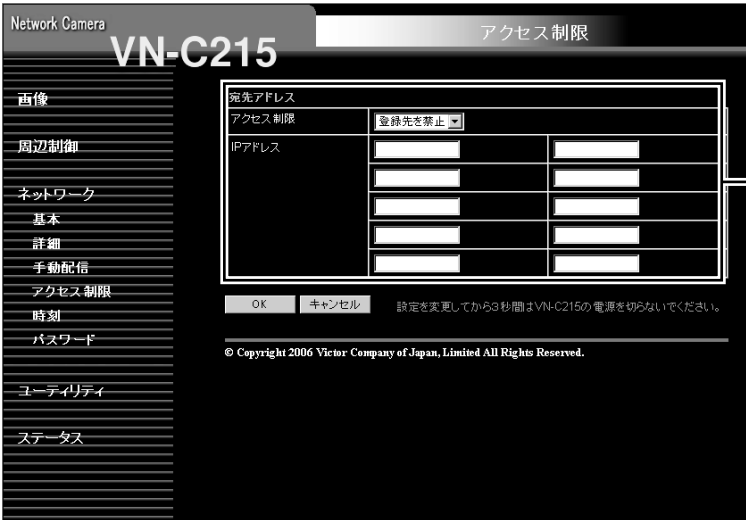 Network Camera
VN-C215
アクセス制限
画像
周辺制御
ネットワーク
基本
詳細
手動配信
アクセス制限
時刻
パスワード
ユーティリティ
ステータス
宛先アドレス
アクセス制限
登録先を禁止
IPアドレス
OK
キャンセル
設定を変更してから3秒間はVN-C215の電源を切らないでください。
© Copyright 2006 Victor Company of Japan, Limited All Rights Reserved.